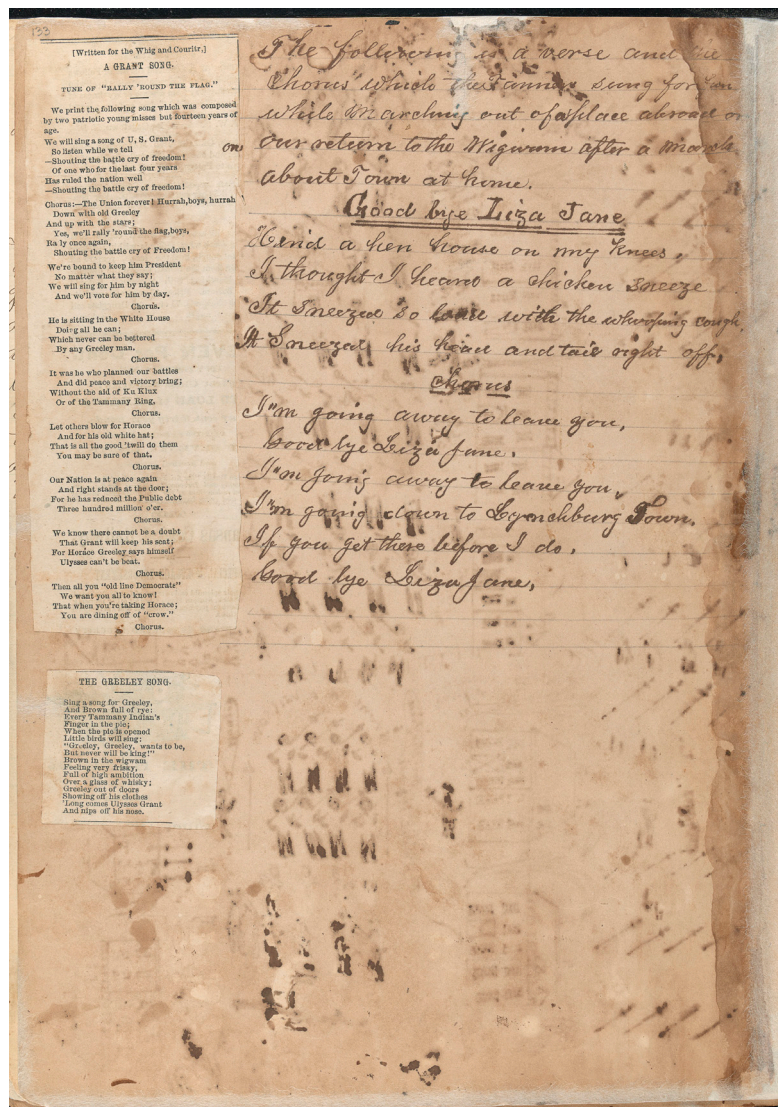 133
[Written for the Whig and Courier.]
A GRANT SONG.
TUNE OF "RALLY 'ROUND THE FLAG."
We print the following song which was composed
by two patriotic young misses but fourteen years of
age.
We will sing a song of U. S. Grant,
So listen while we tell
—Shouting the battle cry of freedom!
Of one who for the last four years
Has ruled the nation well
—Shouting the battle cry of freedom!
Chorus:—The Union forever! Hurrah, boys, hurrah
Down with old Greeley
And up with the stars;
Yes, we'll rally 'round the flag, boys,
Ra ly once again,
Shouting the battle cry of Freedom!
We're bound to keep him President
No matter what they say;
We will sing for him by night
And we'll vote for him by day.
Chorus.
He is sitting in the White House
Doing all he can;
Which never can be bettered
By any Greeley man.
Chorus.
It was he who planned our battles
And did peace and victory bring;
Without the aid of Ku Klux
Or of the Tammany Ring,
Chorus.
Let others blow for Horace
And for his old white hat;
That is all the good 'twill do them
You may be sure of that.
Chorus.
Our Nation is at peace again
And right stands at the door;
For he has reduced the Public debt
Three hundred million o'er.
Chorus.
We know there cannot be a doubt
That Grant will keep his seat;
For Horace Greeley says himself
Ulysses can't be beat.
Chorus.
Then all you "old line Democrats"
We want you all to know!
That when you're taking Horace;
You are dining off of "crow."
Chorus.
THE GREELEY SONG.
Sing a song for Greeley,
And Brown full of rye:
Every Tammany Indian's
Finger in the pie;
When the pie is opened
Little birds will sing:
"Greeley, Greeley, wants to be,
But never will be king!"
Brown in the wigwam
Feeling very frisky,
Full of high ambition
Over a glass of whisky;
Greeley out of doors
Showing off his clothes
'Long comes Ulysses Grant
And nips off his nose.
The following is a verse and the
Chorus which the Tanners sung for fun
while Marching out of a place abroad or
on our return to the Wigwam after a march
about Town at home.
Good bye Liza Jane
Behind a hen house on my knees,
I thought I heard a chicken sneeze
It sneezed so loud with the whooping cough
It Sneezed his head and tail right off,
Chorus
I'm going away to leave you,
Good bye Liza Jane.
I'm going away to leave you,
I'm going down to Lynchburg Town.
If you get there before I do.
Good bye Liza Jane,